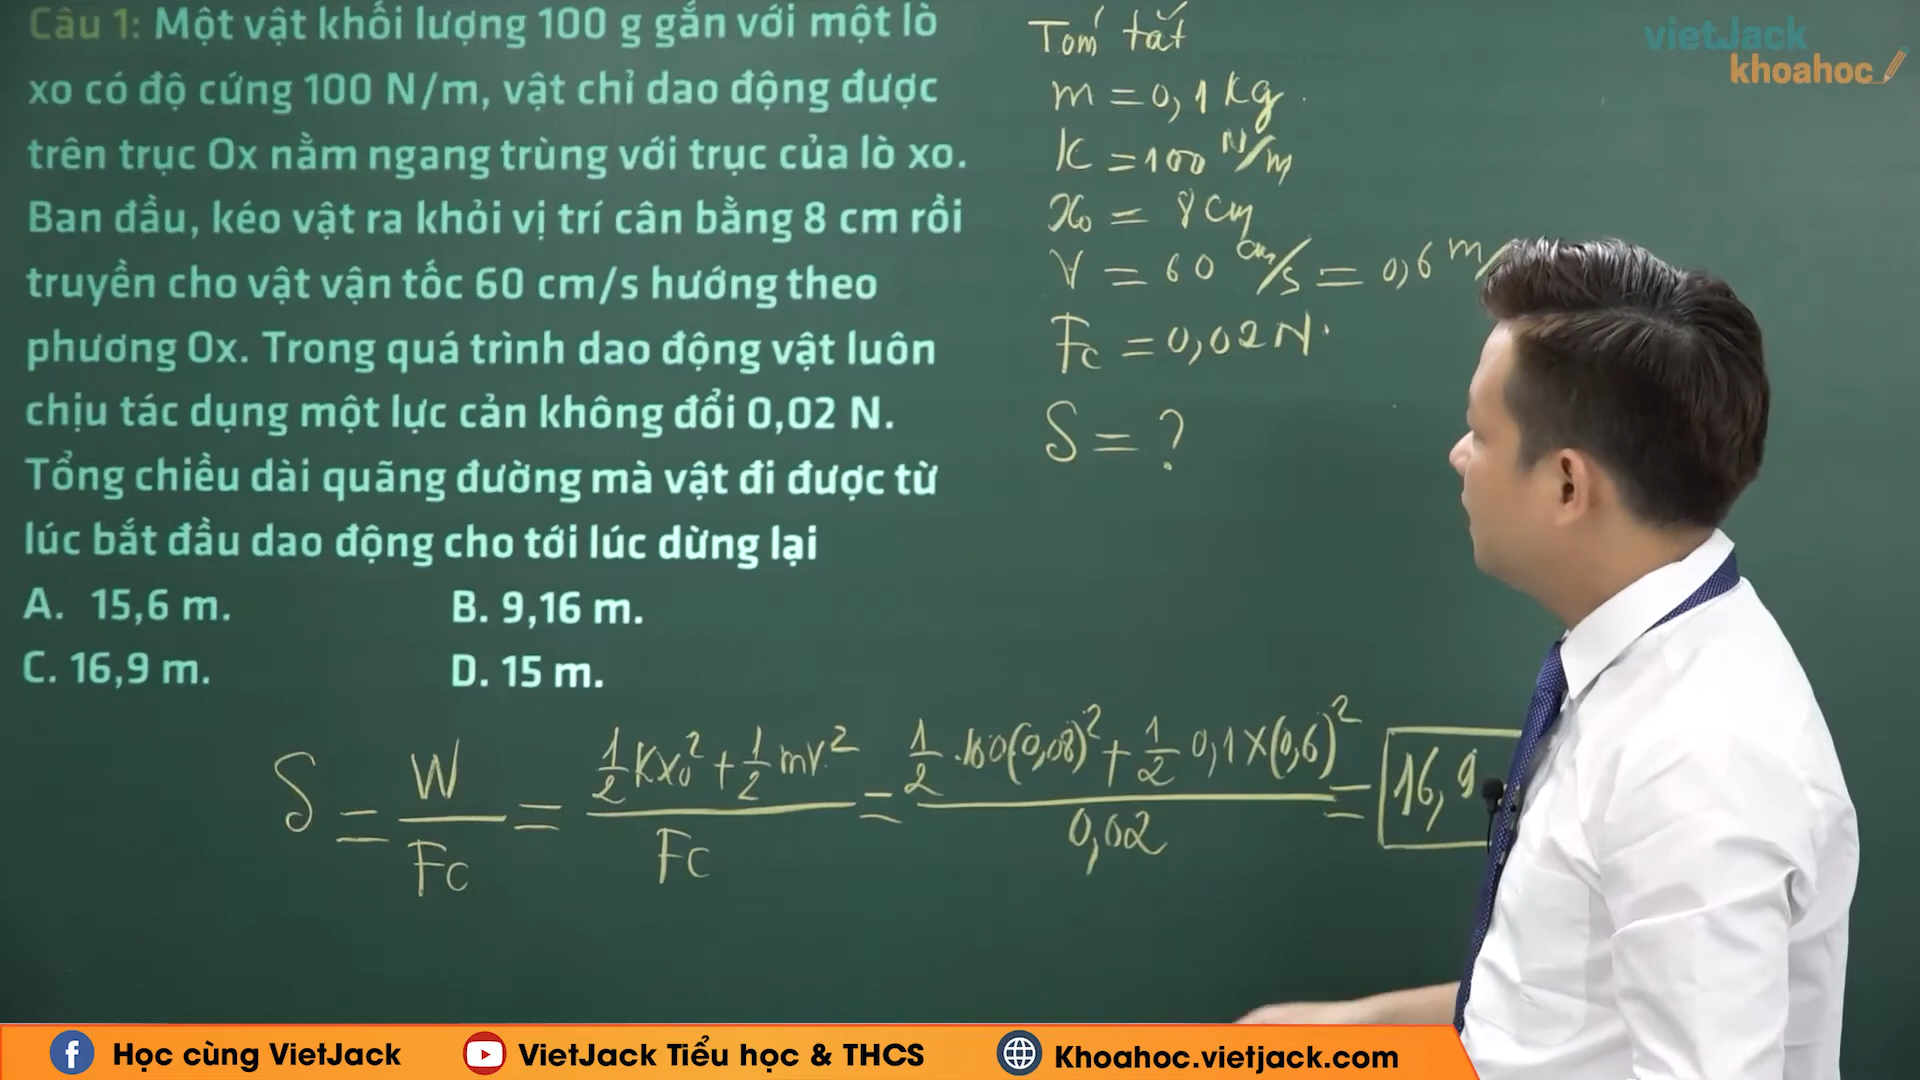 Câu 1: Một vật khối lượng 100 g gắn với một lò
xo có độ cứng 100 N/m, vật chỉ dao động được
trên trục Ox nằm ngang trùng với trục của lò xo.
Ban đầu, kéo vật ra khỏi vị trí cân bằng 8 cm rồi
truyền cho vật vận tốc 60 cm/s hướng theo
phương Ox. Trong quá trình dao động vật luôn
chịu tác dụng một lực cản không đổi 0,02 N.
Tổng chiều dài quãng đường mà vật đi được từ
lúc bắt đầu dao động cho tới lúc dừng lại
A. 15,6 m.
B. 9,16 m.
C. 16,9 m.
D. 15 m.
Tóm tắt
m = 0,1 kg.
K = 100 N/m
x₀ = 8 cm
V = 60 cm/s = 0,6 m/
Fc = 0,02 N.
S = ?
S = W/Fc = (1/2 Kx₀² + 1/2 mV²)/Fc = (1/2 .100(0,08)² + 1/2 0,1×(0,6)²)/0,02 = 16,9
vietJack
khoahoc
Học cùng VietJack
VietJack Tiểu học & THCS
Khoahoc.vietjack.com